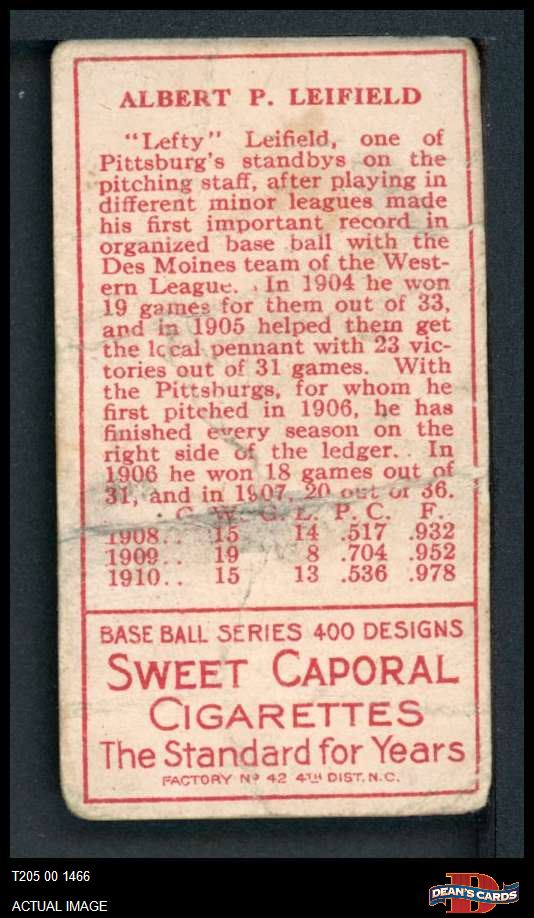 ALBERT P. LEIFIELD
"Lefty" Leifield, one of
Pittsburg's standbys on the
pitching staff, after playing in
different minor leagues made
his first important record in
organized base ball with the
Des Moines team of the West-
ern League. In 1904 he won
19 games for them out of 33,
and in 1905 helped them get
the local pennant with 23 vic-
tories out of 31 games. With
the Pittsburgs, for whom he
first pitched in 1906, he has
finished every season on the
right side of the ledger. In
1906 he won 18 games out of
31, and in 1907, 20 out of 36.
G. W. G. L. P. C. F.
1908.. 15 14 .517 .932
1909.. 19 8 .704 .952
1910.. 15 13 .536 .978
BASE BALL SERIES 400 DESIGNS
SWEET CAPORAL
CIGARETTES
The Standard for Years
FACTORY Nº 42 4TH DIST. N.C.
T205 00 1466
ACTUAL IMAGE
D
DEAN'S CARDS